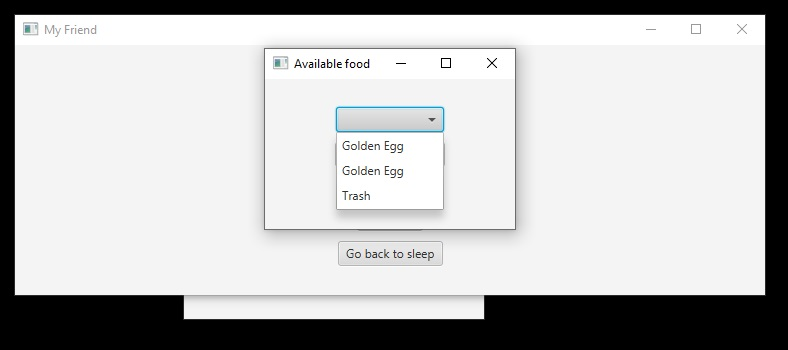 My Friend
Available food
Golden Egg
Golden Egg
Trash
Go back to sleep